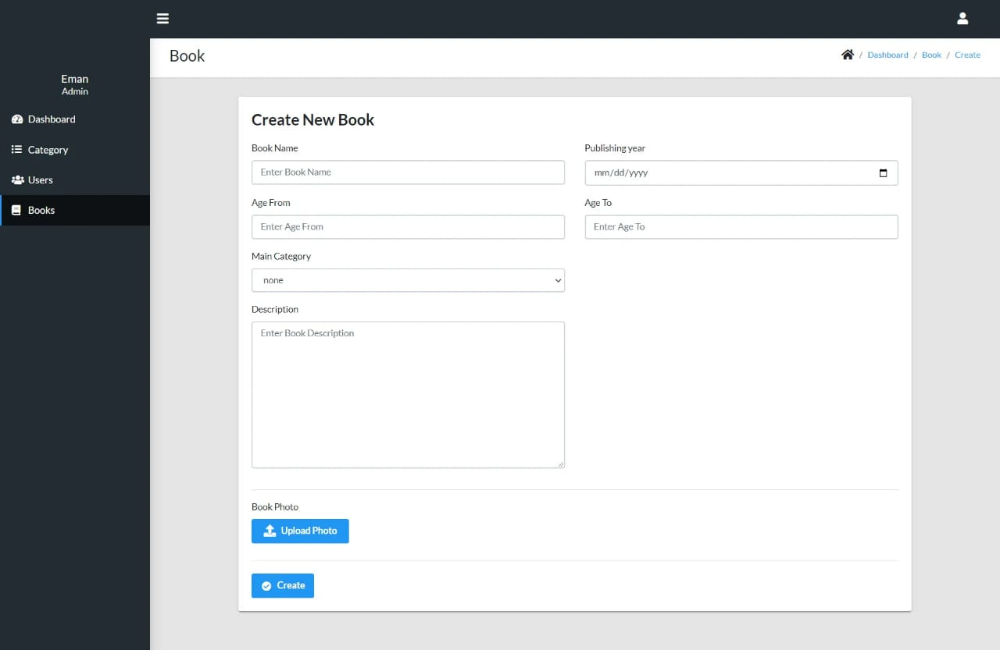 Eman
Admin
Dashboard
Category
Users
Books
Book
/ Dashboard / Book / Create
Create New Book
Book Name
Publishing year
Enter Book Name
mm/dd/yyyy
Age From
Age To
Enter Age From
Enter Age To
Main Category
none
Description
Enter Book Description
Book Photo
Upload Photo
Create